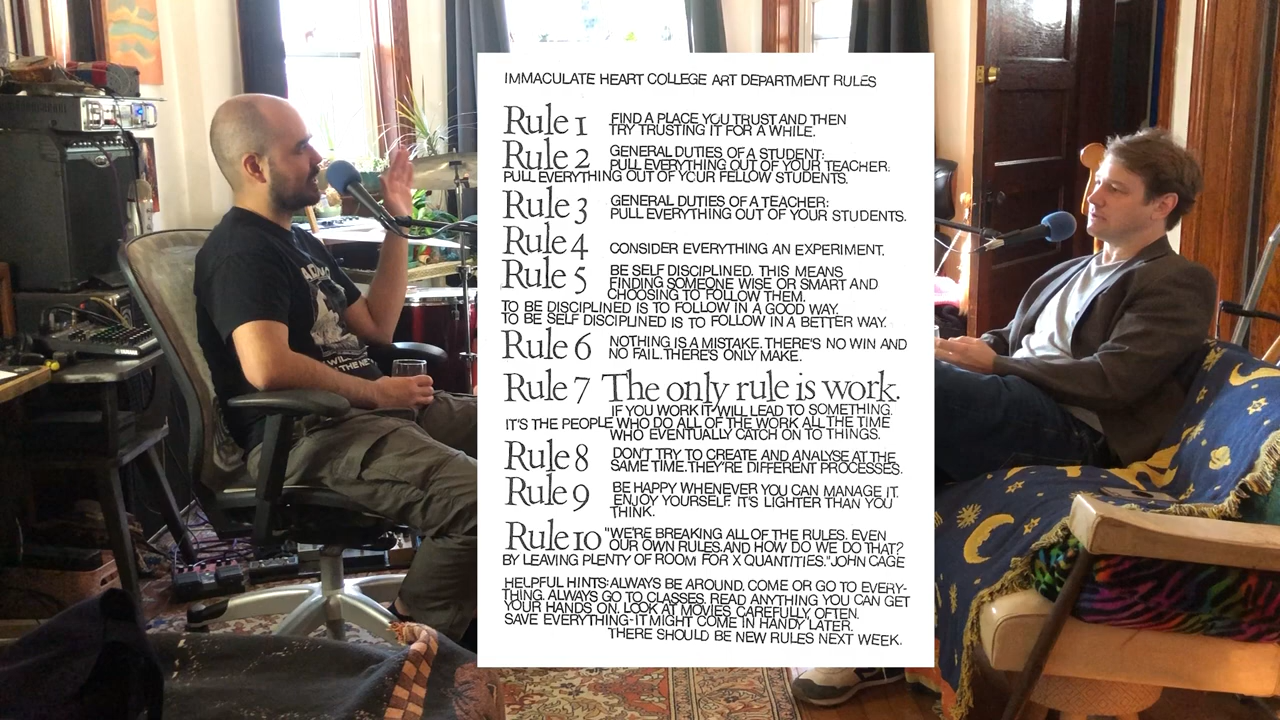 IMMACULATE HEART COLLEGE ART DEPARTMENT RULES
Rule 1 FIND A PLACE YOU TRUST AND THEN
TRY TRUSTING IT FOR A WHILE.
Rule 2 GENERAL DUTIES OF A STUDENT:
PULL EVERYTHING OUT OF YOUR TEACHER.
PULL EVERYTHING OUT OF YOUR FELLOW STUDENTS.
Rule 3 GENERAL DUTIES OF A TEACHER:
PULL EVERYTHING OUT OF YOUR STUDENTS.
Rule 4 CONSIDER EVERYTHING AN EXPERIMENT.
Rule 5 BE SELF DISCIPLINED. THIS MEANS
FINDING SOMEONE WISE OR SMART AND
CHOOSING TO FOLLOW THEM.
TO BE DISCIPLINED IS TO FOLLOW IN A GOOD WAY.
TO BE SELF DISCIPLINED IS TO FOLLOW IN A BETTER WAY.
Rule 6 NOTHING IS A MISTAKE. THERE'S NO WIN AND
NO FAIL. THERE'S ONLY MAKE.
Rule 7 The only rule is work.
IF YOU WORK IT WILL LEAD TO SOMETHING.
IT'S THE PEOPLE WHO DO ALL OF THE WORK ALL THE TIME
WHO EVENTUALLY CATCH ON TO THINGS.
Rule 8 DON'T TRY TO CREATE AND ANALYSE AT THE
SAME TIME. THEY'RE DIFFERENT PROCESSES.
Rule 9 BE HAPPY WHENEVER YOU CAN MANAGE IT.
ENJOY YOURSELF. IT'S LIGHTER THAN YOU
THINK.
Rule 10 "WE'RE BREAKING ALL OF THE RULES. EVEN
OUR OWN RULES. AND HOW DO WE DO THAT?
BY LEAVING PLENTY OF ROOM FOR X QUANTITIES." JOHN CAGE
HELPFUL HINTS: ALWAYS BE AROUND. COME OR GO TO EVERY-
THING. ALWAYS GO TO CLASSES. READ ANYTHING YOU CAN GET
YOUR HANDS ON. LOOK AT MOVIES CAREFULLY, OFTEN.
SAVE EVERYTHING-IT MIGHT COME IN HANDY LATER.
THERE SHOULD BE NEW RULES NEXT WEEK.